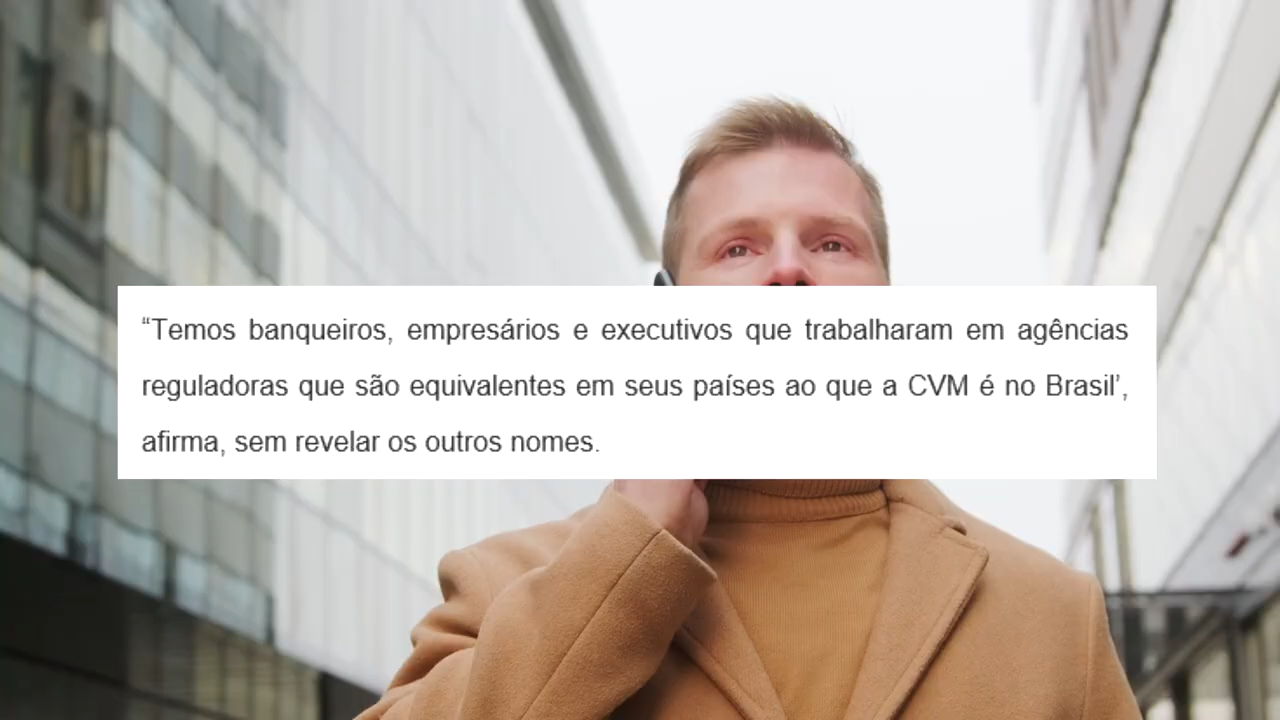 “Temos banqueiros, empresários e executivos que trabalharam em agências
reguladoras que são equivalentes em seus países ao que a CVM é no Brasil’,
afirma, sem revelar os outros nomes.